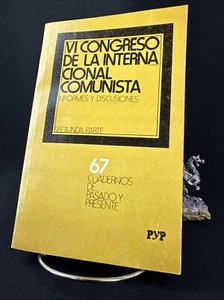 VI CONGRESO
DE LA INTERNA
CIONAL
COMUNISTA
INFORMES Y DISCUSIONES
SEGUNDA PARTE
67
CUADERNOS
DE
PASADO Y
PRESENTE
PYP